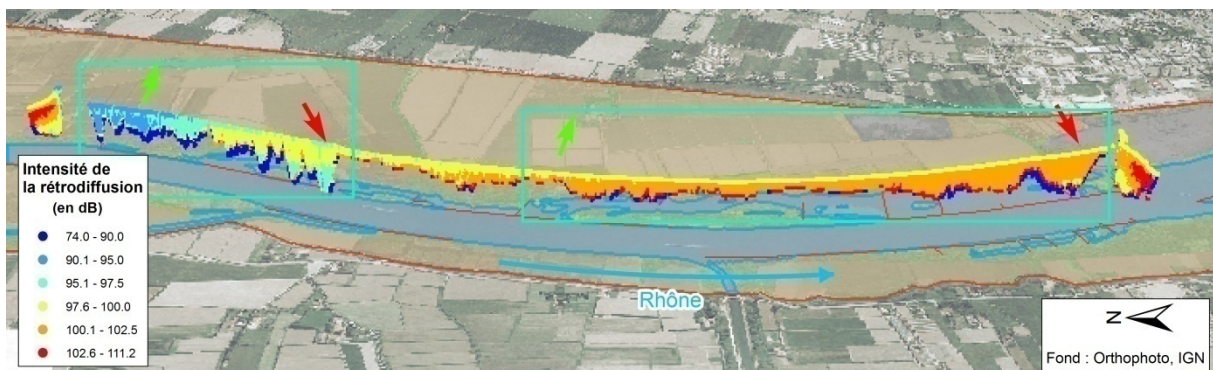 Intensité de
la rétrodiffusion
(en dB)
74.0 - 90.0
90.1 - 95.0
95.1 - 97.5
97.6 - 100.0
100.1 - 102.5
102.6 - 111.2
Rhône
N
Fond : Orthophoto, IGN